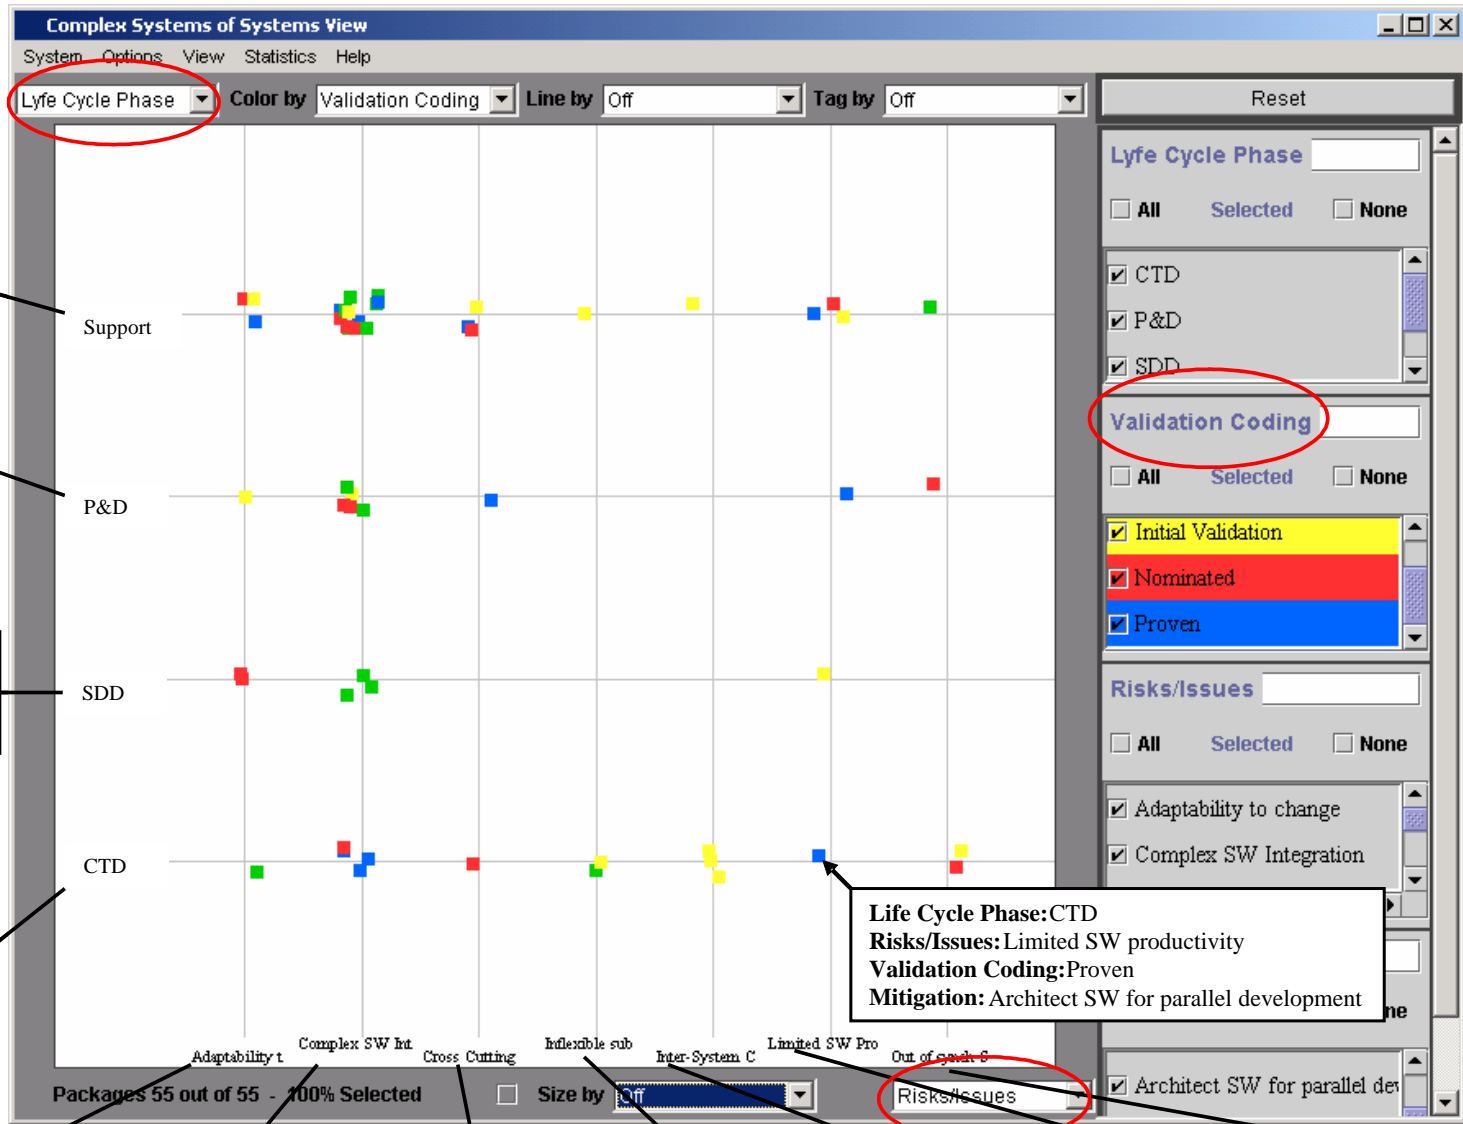 Complex Systems of Systems View
System Options View Statistics Help
Lyfe Cycle Phase Color by Validation Coding Line by Off Tag by Off
Reset
Lyfe Cycle Phase
All Selected None
CTD
P&D
SDD
Validation Coding
All Selected None
Initial Validation
Nominated
Proven
Risks/Issues
All Selected None
Adaptability to change
Complex SW Integration
ne
Architect SW for parallel dev
Support
P&D
SDD
CTD
Life Cycle Phase:CTD
Risks/Issues:Limited SW productivity
Validation Coding:Proven
Mitigation: Architect SW for parallel development
Adaptability t Complex SW Int Cross Cutting Inflexible sub Inter-System C Limited SW Pro Out of synch S
Packages 55 out of 55 - 100% Selected Size by Off Risks/Issues